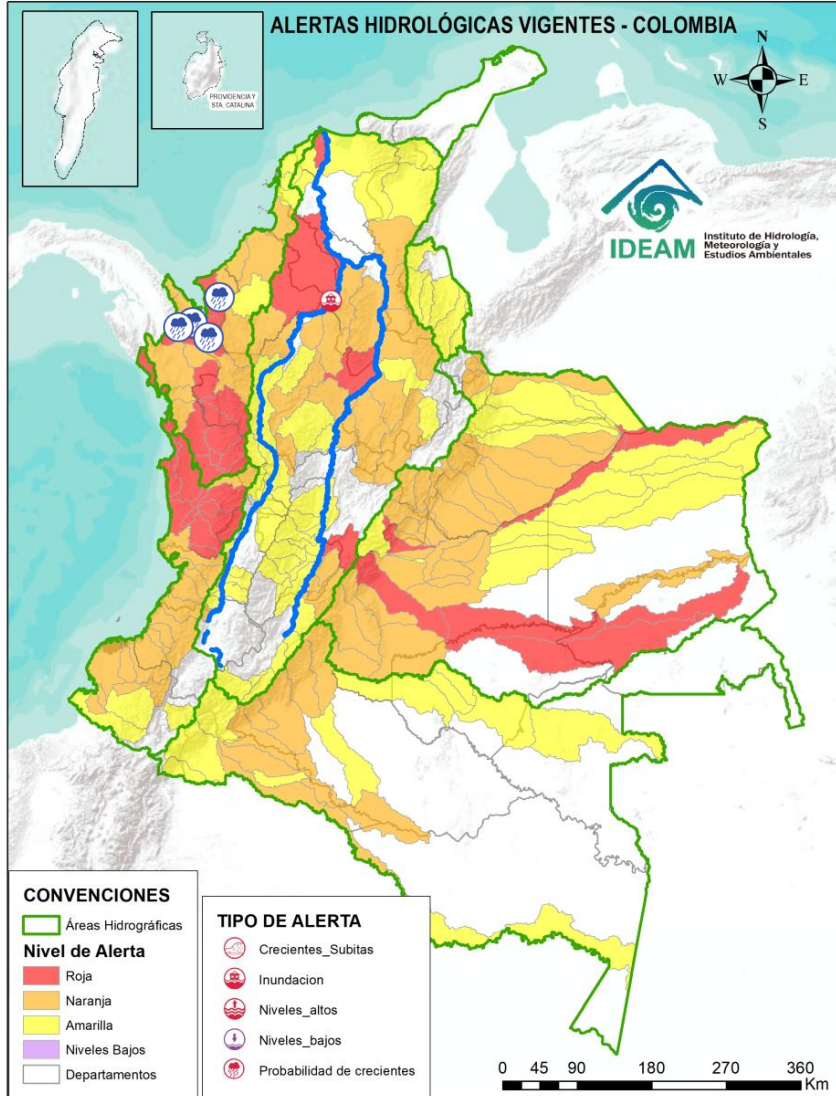 ALERTAS HIDROLÓGICAS VIGENTES - COLOMBIA
PROVIDENCIA Y
STA. CATALINA
N
W
E
S
IDEAM
Instituto de Hidrología,
Meteorología y
Estudios Ambientales
CONVENCIONES
Áreas Hidrográficas
Nivel de Alerta
Roja
Naranja
Amarilla
Niveles Bajos
Departamentos
TIPO DE ALERTA
Crecientes_Subitas
Inundacion
Niveles_altos
Niveles_bajos
Probabilidad de crecientes
0 45 90 180 270 360
Km